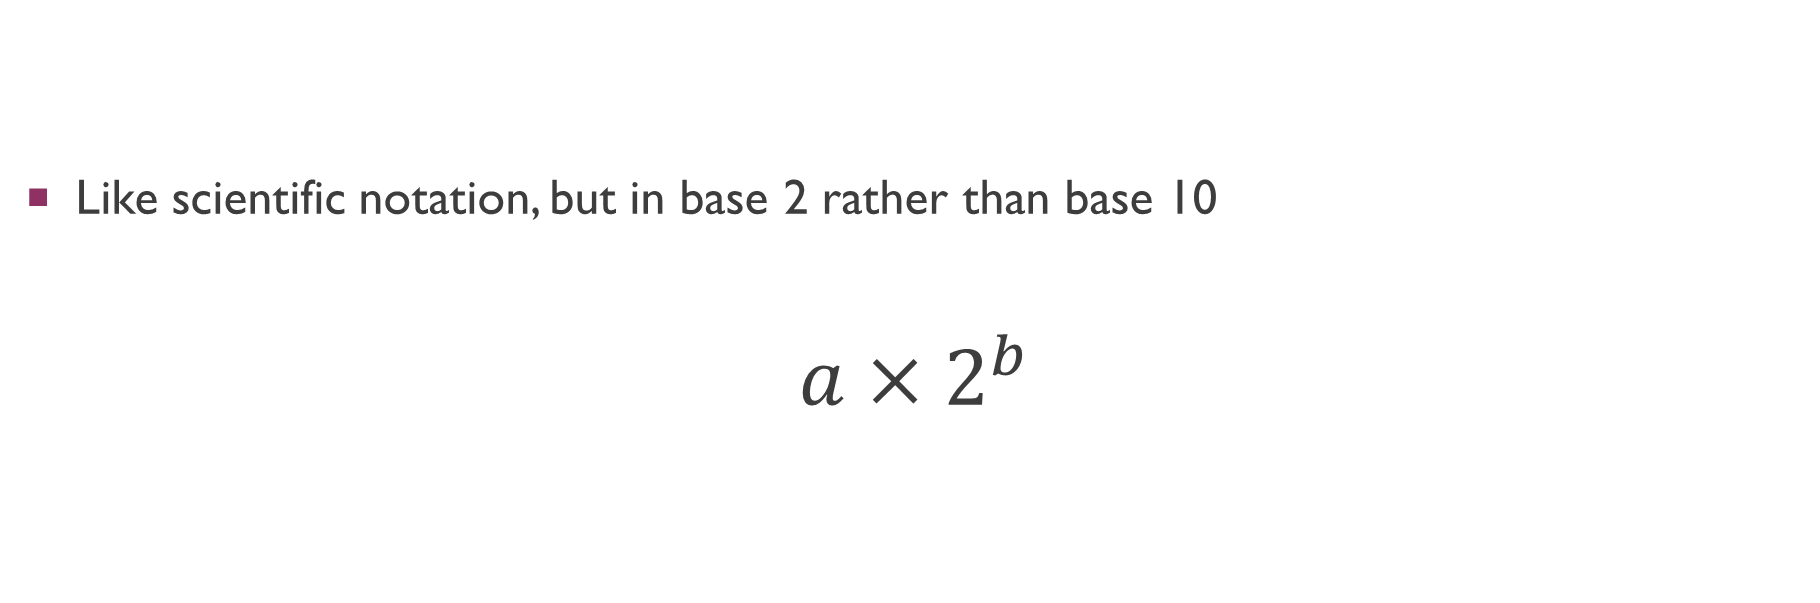 ▪ Like scientific notation, but in base 2 rather than base 10
a × 2^b